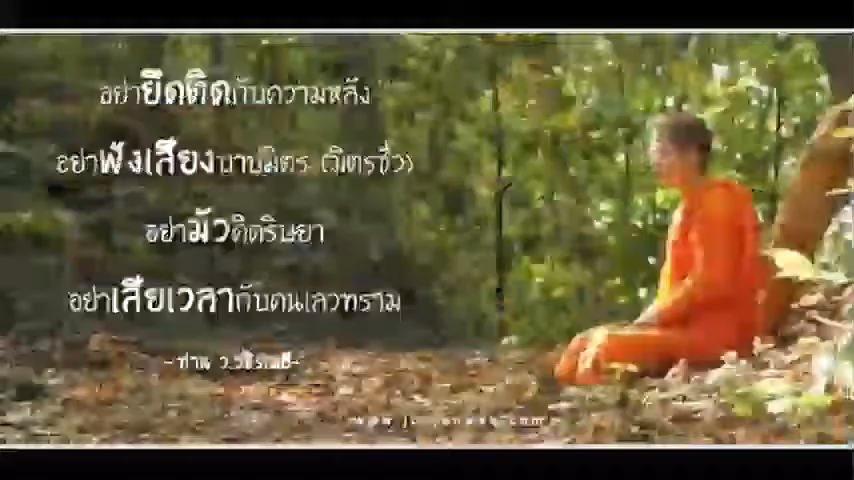 อย่ายึดติดกับความหลัง
อย่าฟังเสียงบาปมิตร (มิตรชั่ว)
อย่ามัวคิดริษยา
อย่าเสียเวลากับคนเลวทราม
-ท่าน ว.วชิรเมธี-